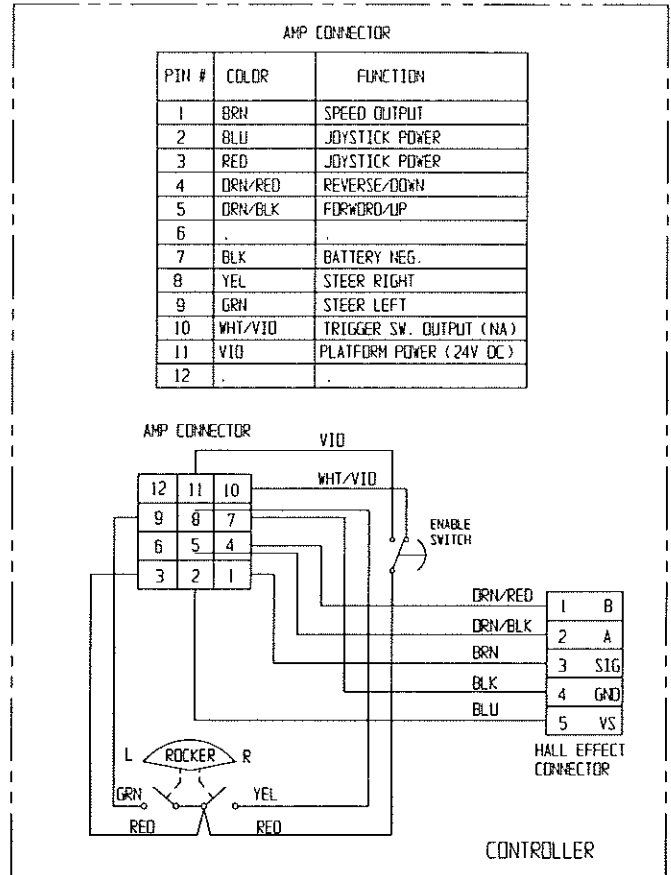 AMP CONNECTOR
PIN # COLOR FUNCTION
1 BRN SPEED OUTPUT
2 BLU JOYSTICK POWER
3 RED JOYSTICK POWER
4 ORN/RED REVERSE/DOWN
5 ORN/BLK FORWORD/UP
6 . .
7 BLK BATTERY NEG.
8 YEL STEER RIGHT
9 GRN STEER LEFT
10 WHT/VIO TRIGGER SW. OUTPUT (NA)
11 VIO PLATFORM POWER (24V DC)
12 . .
AMP CONNECTOR
VIO
WHT/VIO
12 11 10
9 8 7
6 5 4
3 2 1
ENABLE
SWITCH
ORN/RED
1 B
ORN/BLK
2 A
BRN
3 SIG
BLK
4 GND
BLU
5 VS
HALL EFFECT
CONNECTOR
L ROCKER R
GRN YEL
RED RED
CONTROLLER